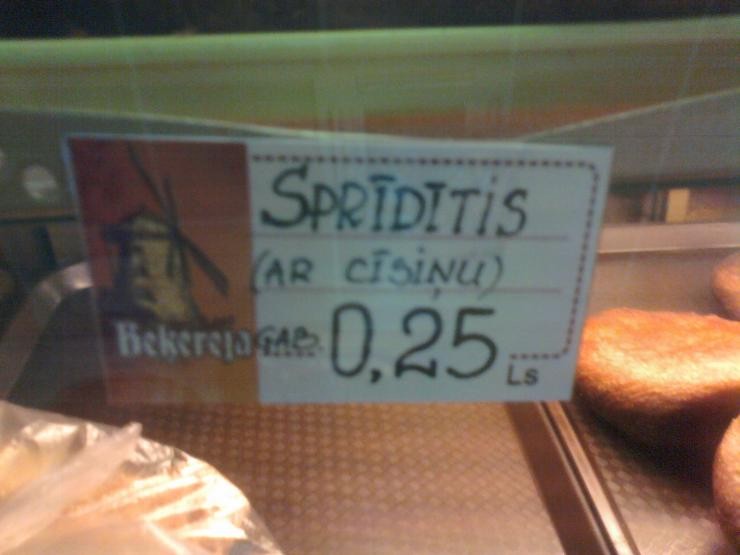 SPRĪDĪTIS
(AR CĪSIŅU)
Beķereja
GAB. 0,25 Ls